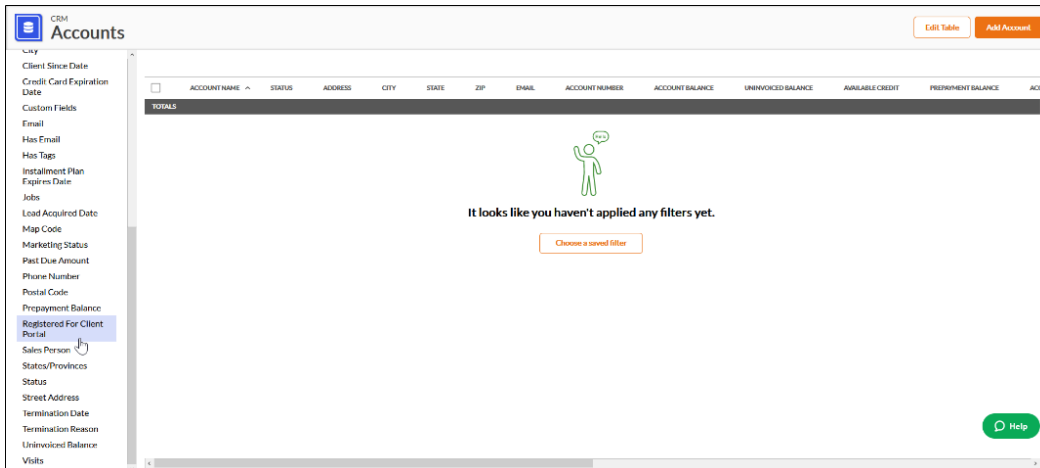 CRM
Accounts
Edit Table
Add Account
City
Client Since Date
Credit Card Expiration
Date
Custom Fields
Email
Has Email
Has Tags
Installment Plan
Expires Date
Jobs
Lead Acquired Date
Map Code
Marketing Status
Past Due Amount
Phone Number
Postal Code
Prepayment Balance
Registered For Client
Portal
Sales Person
States/Provinces
Status
Street Address
Termination Date
Termination Reason
Uninvoiced Balance
Visits
ACCOUNT NAME STATUS ADDRESS CITY STATE ZIP EMAIL ACCOUNT NUMBER ACCOUNT BALANCE UNINVOICED BALANCE AVAILABLE CREDIT PREPAYMENT BALANCE
TOTALS
It looks like you haven't applied any filters yet.
Choose a saved filter
Help